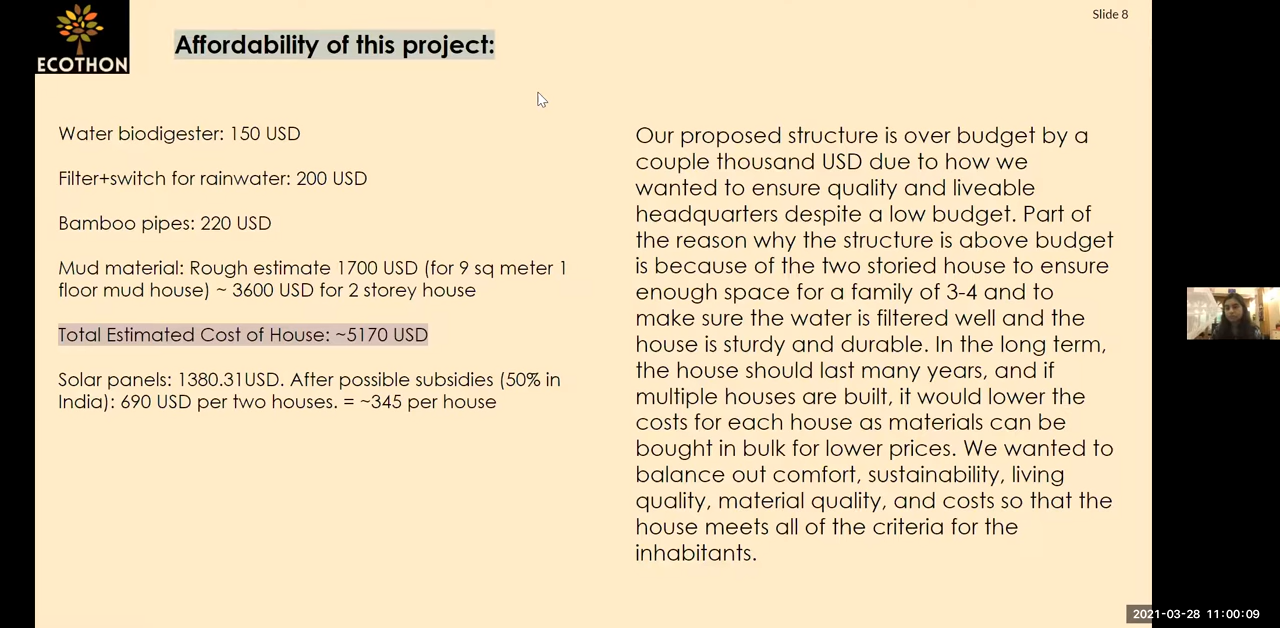 Slide 8
ECOTHON
Affordability of this project:
Water biodigester: 150 USD
Filter+switch for rainwater: 200 USD
Bamboo pipes: 220 USD
Mud material: Rough estimate 1700 USD (for 9 sq meter 1
floor mud house) ~ 3600 USD for 2 storey house
Total Estimated Cost of House: ~5170 USD
Solar panels: 1380.31USD. After possible subsidies (50% in
India): 690 USD per two houses. = ~345 per house
Our proposed structure is over budget by a
couple thousand USD due to how we
wanted to ensure quality and liveable
headquarters despite a low budget. Part of
the reason why the structure is above budget
is because of the two storied house to ensure
enough space for a family of 3-4 and to
make sure the water is filtered well and the
house is sturdy and durable. In the long term,
the house should last many years, and if
multiple houses are built, it would lower the
costs for each house as materials can be
bought in bulk for lower prices. We wanted to
balance out comfort, sustainability, living
quality, material quality, and costs so that the
house meets all of the criteria for the
inhabitants.
2021-03-28 11:00:09